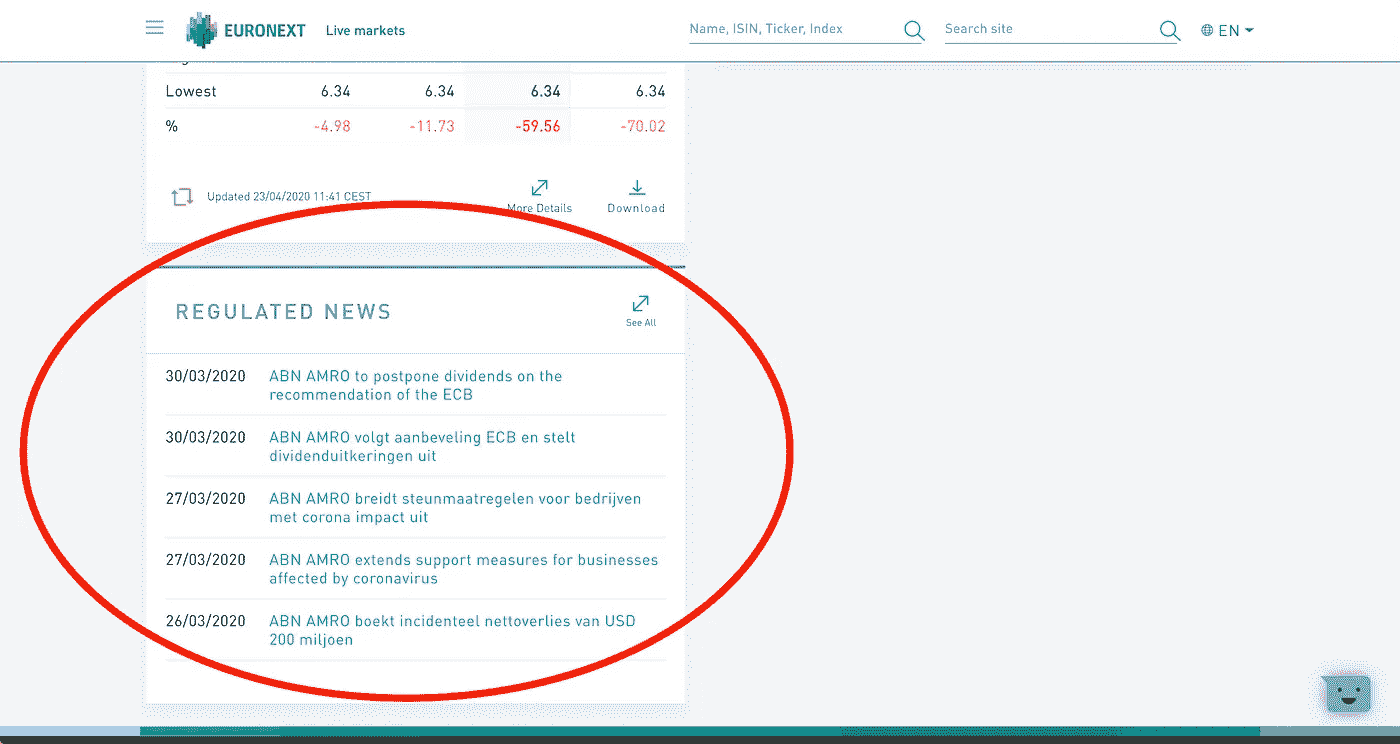 EURONEXT Live markets Name, ISIN, Ticker, Index Search site EN
Lowest 6.34 6.34 6.34 6.34
% -4.98 -11.73 -59.56 -70.02
Updated 23/04/2020 11:41 CEST More Details Download
REGULATED NEWS
See All
30/03/2020 ABN AMRO to postpone dividends on the
recommendation of the ECB
30/03/2020 ABN AMRO volgt aanbeveling ECB en stelt
dividenduitkeringen uit
27/03/2020 ABN AMRO breidt steunmaatregelen voor bedrijven
met corona impact uit
27/03/2020 ABN AMRO extends support measures for businesses
affected by coronavirus
26/03/2020 ABN AMRO boekt incidenteel nettoverlies van USD
200 miljoen